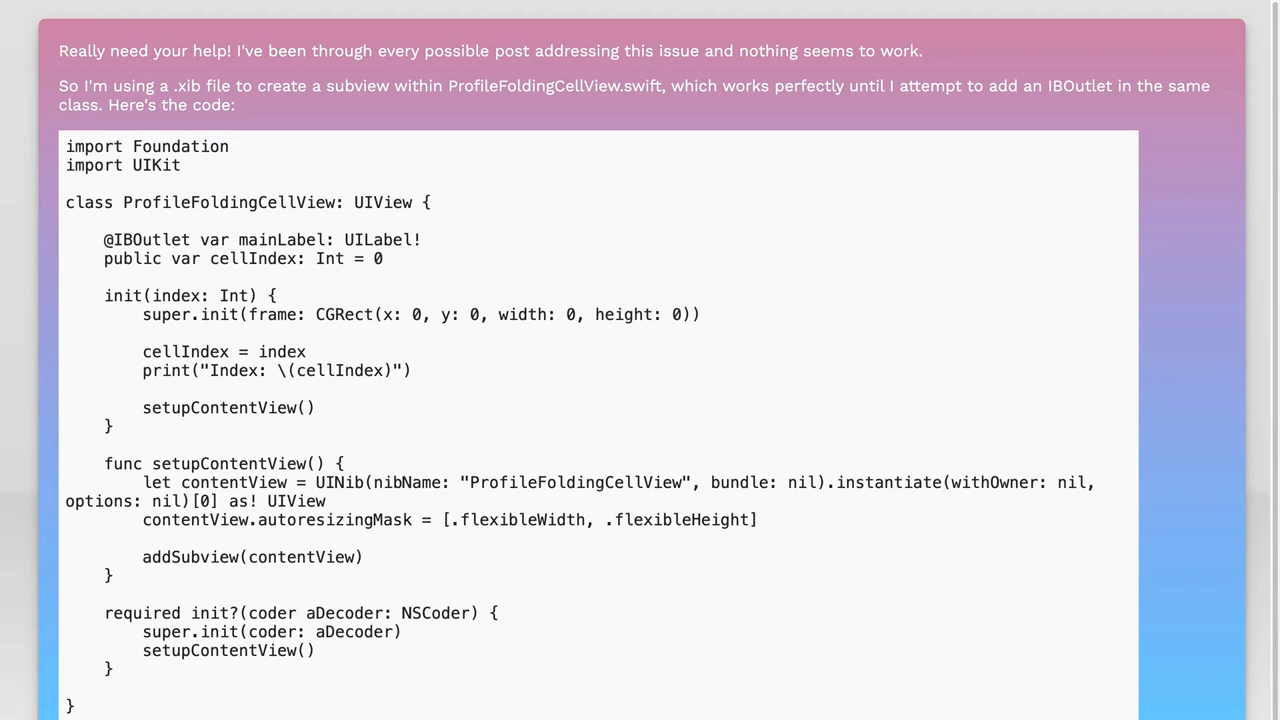 Really need your help! I've been through every possible post addressing this issue and nothing seems to work.
So I'm using a .xib file to create a subview within ProfileFoldingCellView.swift, which works perfectly until I attempt to add an IBOutlet in the same
class. Here's the code:
import Foundation
import UIKit
class ProfileFoldingCellView: UIView {
@IBOutlet var mainLabel: UILabel!
public var cellIndex: Int = 0
init(index: Int) {
super.init(frame: CGRect(x: 0, y: 0, width: 0, height: 0))
cellIndex = index
print("Index: \(cellIndex)")
setupContentView()
}
func setupContentView() {
let contentView = UINib(nibName: "ProfileFoldingCellView", bundle: nil).instantiate(withOwner: nil,
options: nil)[0] as! UIView
contentView.autoresizingMask = [.flexibleWidth, .flexibleHeight]
addSubview(contentView)
}
required init?(coder aDecoder: NSCoder) {
super.init(coder: aDecoder)
setupContentView()
}
}